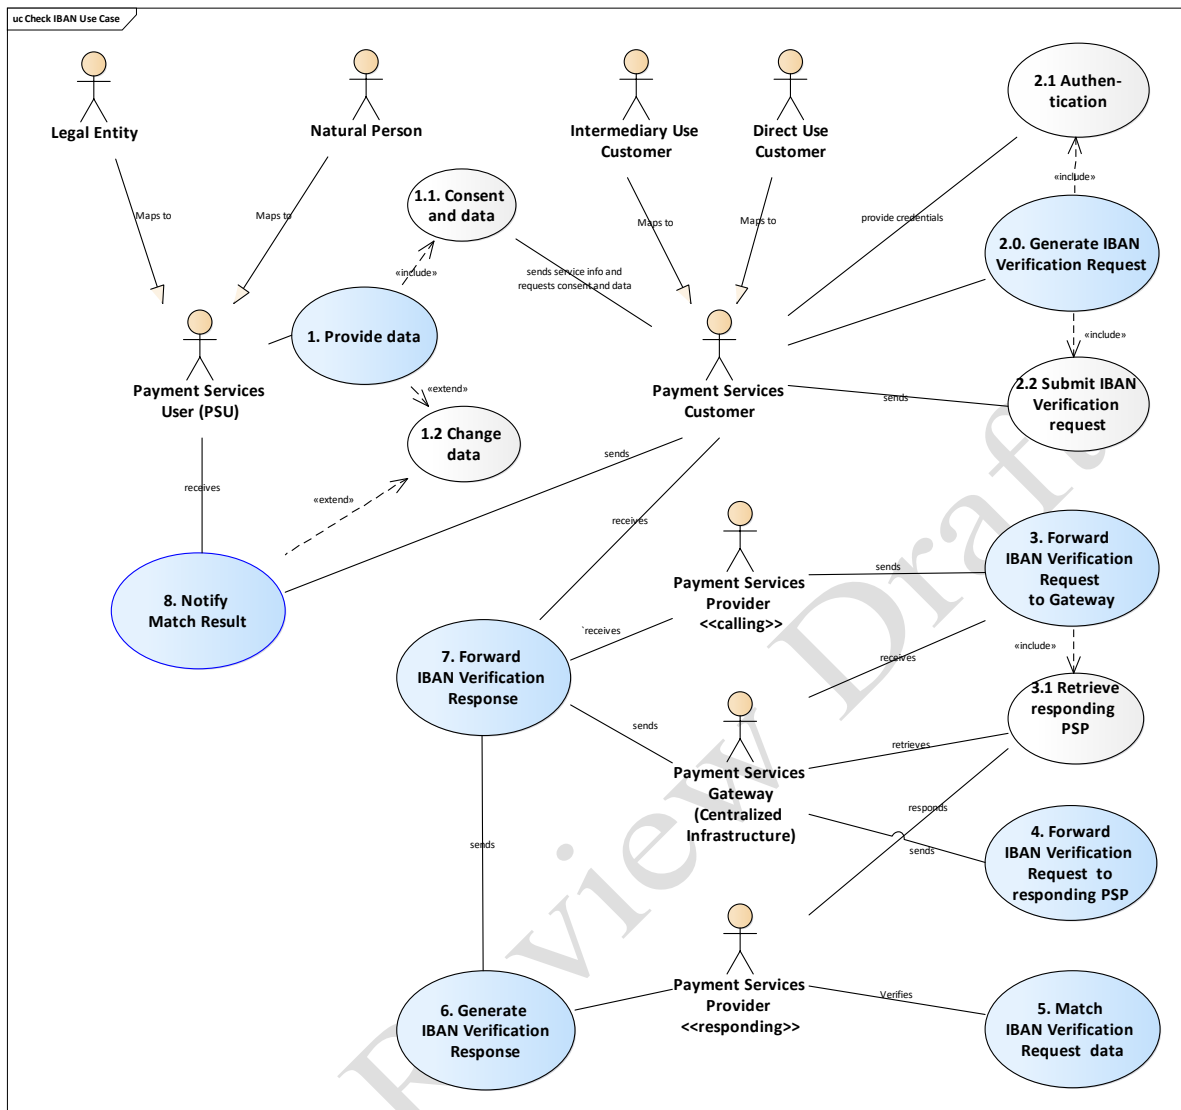 uc Check IBAN Use Case
Legal Entity
Natural Person
Intermediary Use
Customer
Direct Use
Customer
2.1 Authen-
tication
«include»
Maps to
Maps to
1.1. Consent
and data
Maps to
Maps to
provide credentials
2.0. Generate IBAN
Verification Request
«include»
sends service info and
requests consent and data
1. Provide data
«include»
Payment Services
User (PSU)
«extend»
Payment Services
Customer
sends
2.2 Submit IBAN
Verification
request
1.2 Change
data
sends
receives
«extend»
receives
8. Notify
Match Result
Payment Services
Provider
<<calling>>
sends
3. Forward
IBAN Verification
Request
to Gateway
`receives
receives
«include»
7. Forward
IBAN Verification
Response
sends
3.1 Retrieve
responding
PSP
retrieves
Payment Services
Gateway
(Centralized
Infrastructure)
responds
sends
4. Forward
IBAN Verification
Request  to
responding PSP
sends
Payment Services
Provider
<<responding>>
Verifies
5. Match
IBAN Verification
Request  data
6. Generate
IBAN Verification
Response
Review Draft